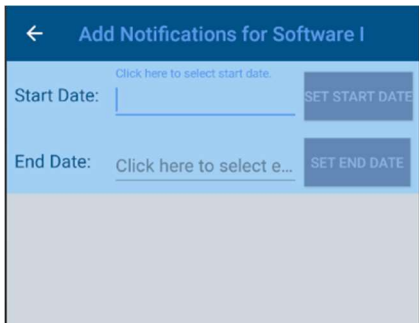 Add Notifications for Software I
Click here to select start date.
Start Date:
SET START DATE
End Date:
Click here to select e...
SET END DATE